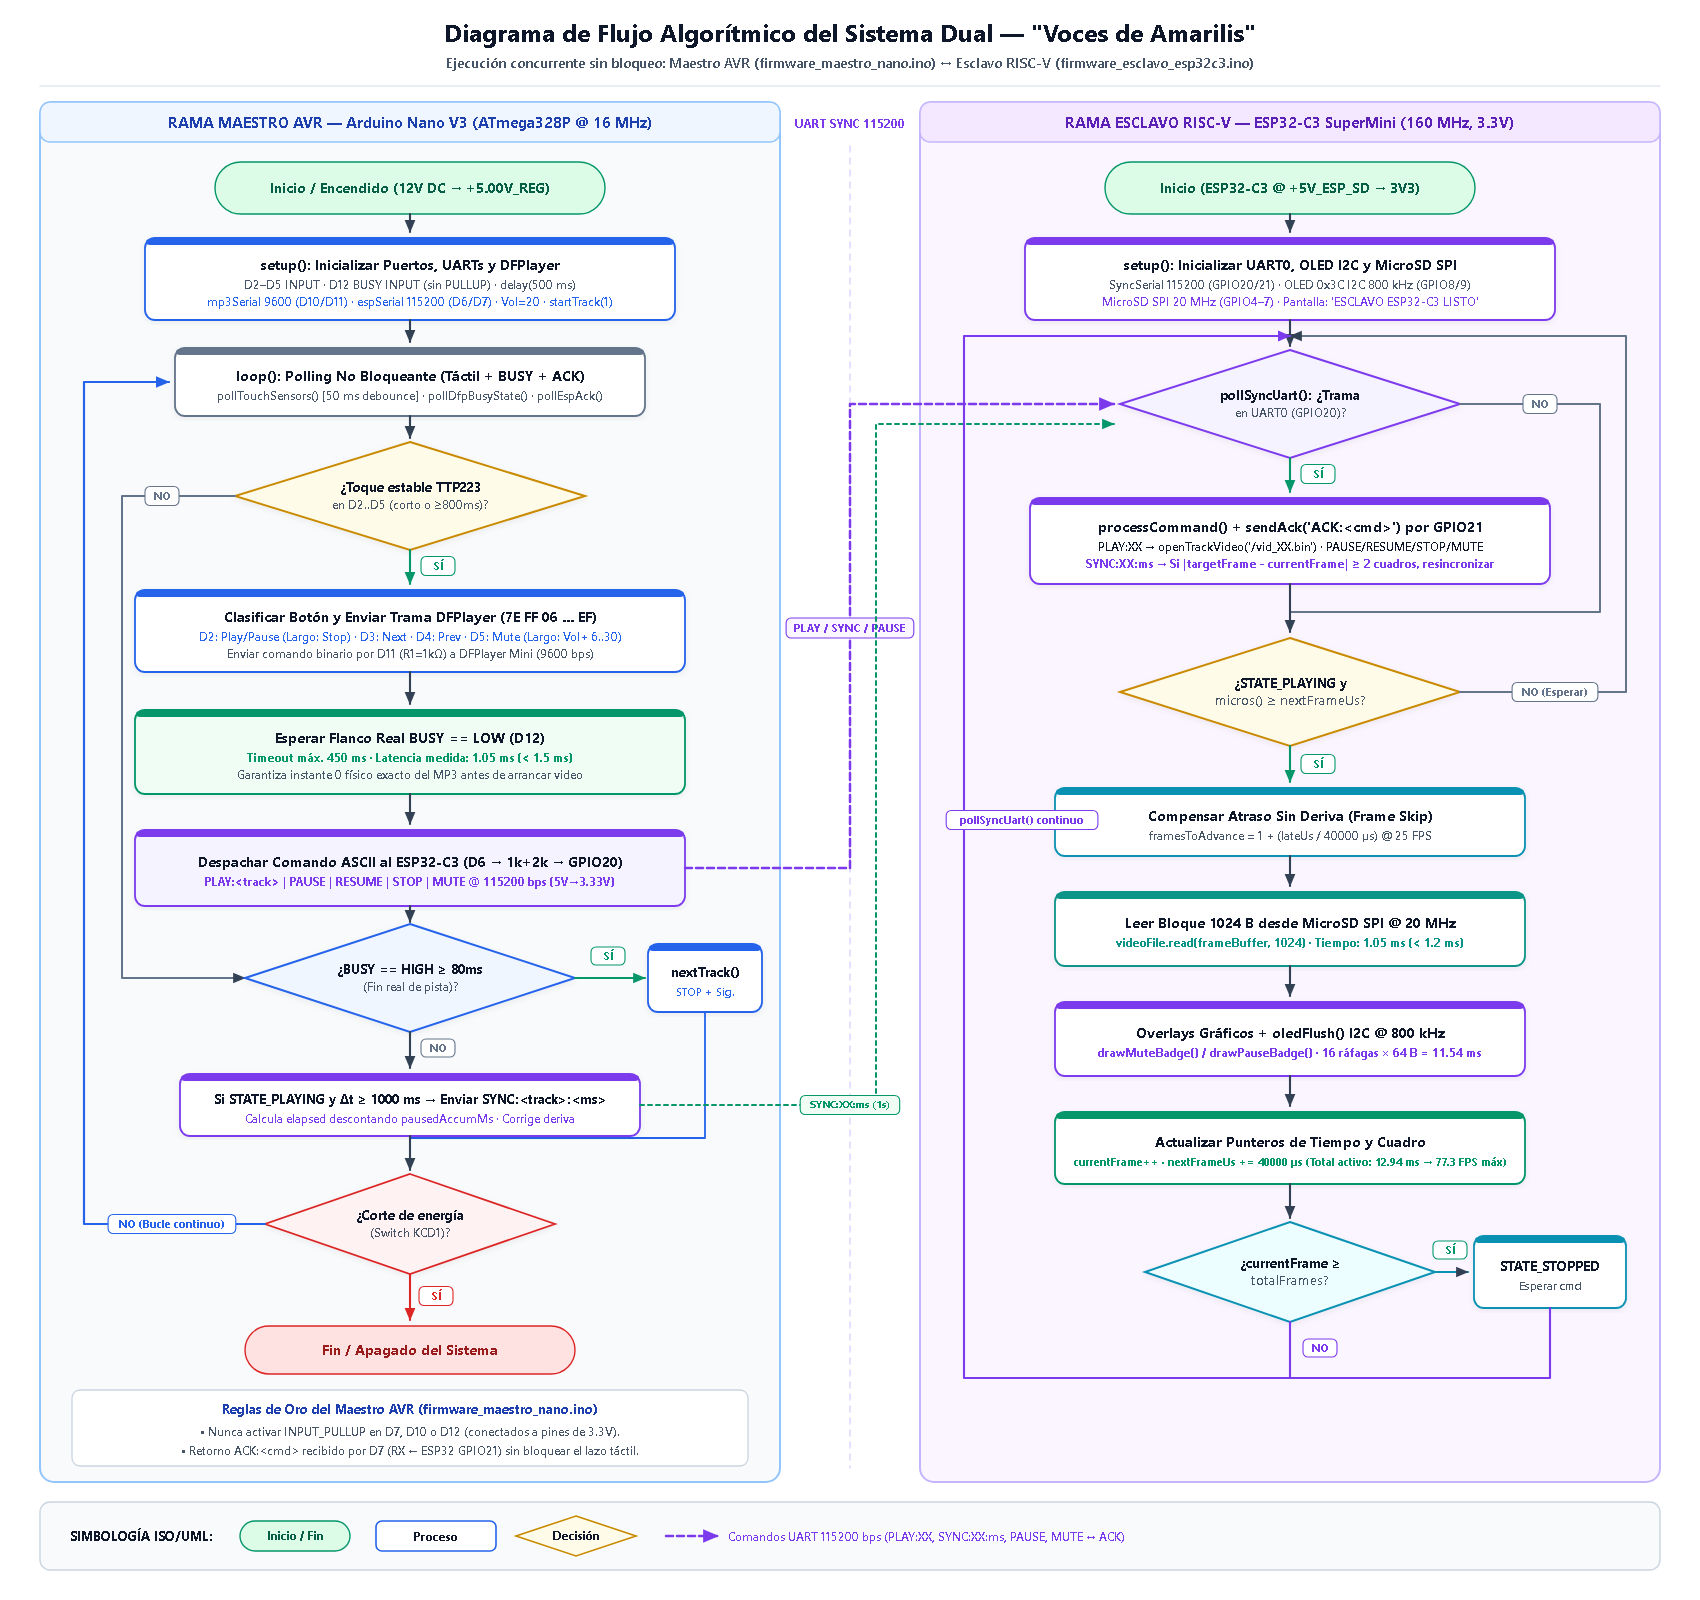 Diagrama de Flujo Algorítmico del Sistema Dual — "Voces de Amarilis"
Ejecución concurrente sin bloqueo: Maestro AVR (firmware_maestro_nano.ino) ↔ Esclavo RISC-V (firmware_esclavo_esp32c3.ino)
RAMA MAESTRO AVR — Arduino Nano V3 (ATmega328P @ 16 MHz)
Inicio / Encendido (12V DC → +5.00V_REG)
setup(): Inicializar Puertos, UARTs y DFPlayer
D2–D5 INPUT · D12 BUSY INPUT (sin PULLUP) · delay(500 ms)
mp3Serial 9600 (D10/D11) · espSerial 115200 (D6/D7) · Vol=20 · startTrack(1)
loop(): Polling No Bloqueante (Táctil + BUSY + ACK)
pollTouchSensors() [50 ms debounce] · pollDfpBusyState() · pollEspAck()
¿Toque estable TTP223
en D2..D5 (corto o ≥800ms)?
NO
SÍ
Clasificar Botón y Enviar Trama DFPlayer (7E FF 06 ... EF)
D2: Play/Pause (Largo: Stop) · D3: Next · D4: Prev · D5: Mute (Largo: Vol+ 6..30)
Enviar comando binario por D11 (R1=1kΩ) a DFPlayer Mini (9600 bps)
Esperar Flanco Real BUSY == LOW (D12)
Timeout máx. 450 ms · Latencia medida: 1.05 ms (< 1.5 ms)
Garantiza instante 0 físico exacto del MP3 antes de arrancar video
Despachar Comando ASCII al ESP32-C3 (D6 → 1k+2k → GPIO20)
PLAY:<track> | PAUSE | RESUME | STOP | MUTE @ 115200 bps (5V→3.33V)
¿BUSY == HIGH ≥ 80ms
(Fin real de pista)?
SÍ
nextTrack()
STOP + Sig.
NO
Si STATE_PLAYING y Δt ≥ 1000 ms → Enviar SYNC:<track>:<ms>
Calcula elapsed descontando pausedAccumMs · Corrige deriva
¿Corte de energía
(Switch KCD1)?
NO (Bucle continuo)
SÍ
Fin / Apagado del Sistema
Reglas de Oro del Maestro AVR (firmware_maestro_nano.ino)
• Nunca activar INPUT_PULLUP en D7, D10 o D12 (conectados a pines de 3.3V).
• Retorno ACK:<cmd> recibido por D7 (RX ← ESP32 GPIO21) sin bloquear el lazo táctil.
UART SYNC 115200
PLAY / SYNC / PAUSE
SYNC:XX:ms (1s)
RAMA ESCLAVO RISC-V — ESP32-C3 SuperMini (160 MHz, 3.3V)
Inicio (ESP32-C3 @ +5V_ESP_SD → 3V3)
setup(): Inicializar UART0, OLED I2C y MicroSD SPI
SyncSerial 115200 (GPIO20/21) · OLED 0x3C I2C 800 kHz (GPIO8/9)
MicroSD SPI 20 MHz (GPIO4–7) · Pantalla: 'ESCLAVO ESP32-C3 LISTO'
pollSyncUart(): ¿Trama
en UART0 (GPIO20)?
NO
SÍ
processCommand() + sendAck('ACK:<cmd>') por GPIO21
PLAY:XX → openTrackVideo('/vid_XX.bin') · PAUSE/RESUME/STOP/MUTE
SYNC:XX:ms → Si |targetFrame - currentFrame| ≥ 2 cuadros, resincronizar
¿STATE_PLAYING y
micros() ≥ nextFrameUs?
NO (Esperar)
SÍ
pollSyncUart() continuo
Compensar Atraso Sin Deriva (Frame Skip)
framesToAdvance = 1 + (lateUs / 40000 µs) @ 25 FPS
Leer Bloque 1024 B desde MicroSD SPI @ 20 MHz
videoFile.read(frameBuffer, 1024) · Tiempo: 1.05 ms (< 1.2 ms)
Overlays Gráficos + oledFlush() I2C @ 800 kHz
drawMuteBadge() / drawPauseBadge() · 16 ráfagas × 64 B = 11.54 ms
Actualizar Punteros de Tiempo y Cuadro
currentFrame++ · nextFrameUs += 40000 µs (Total activo: 12.94 ms → 77.3 FPS máx)
¿currentFrame ≥
totalFrames?
SÍ
STATE_STOPPED
Esperar cmd
NO
SIMBOLOGÍA ISO/UML:
Inicio / Fin
Proceso
Decisión
Comandos UART 115200 bps (PLAY:XX, SYNC:XX:ms, PAUSE, MUTE ↔ ACK)